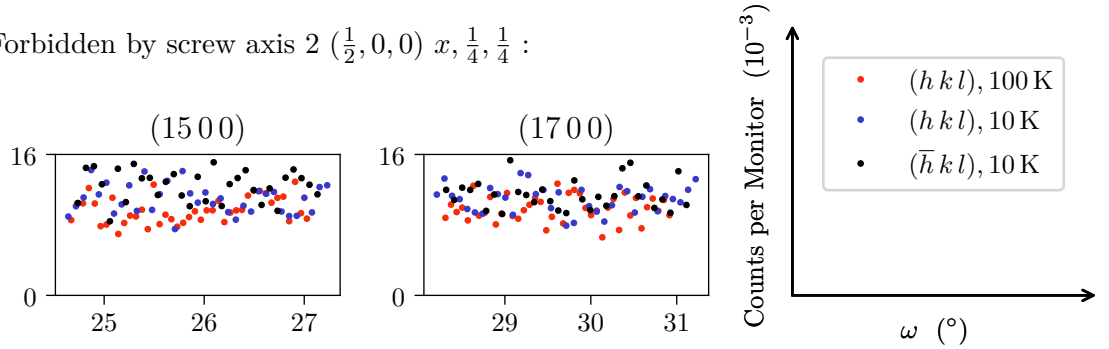 Forbidden by screw axis 2 (1/2, 0, 0) x, 1/4, 1/4 :
(15 0 0)
16
0
25 26 27
(17 0 0)
16
0
29 30 31
Counts per Monitor (10⁻³)
ω (°)
(h k l), 100 K
(h k l), 10 K
(h̅ k l), 10 K